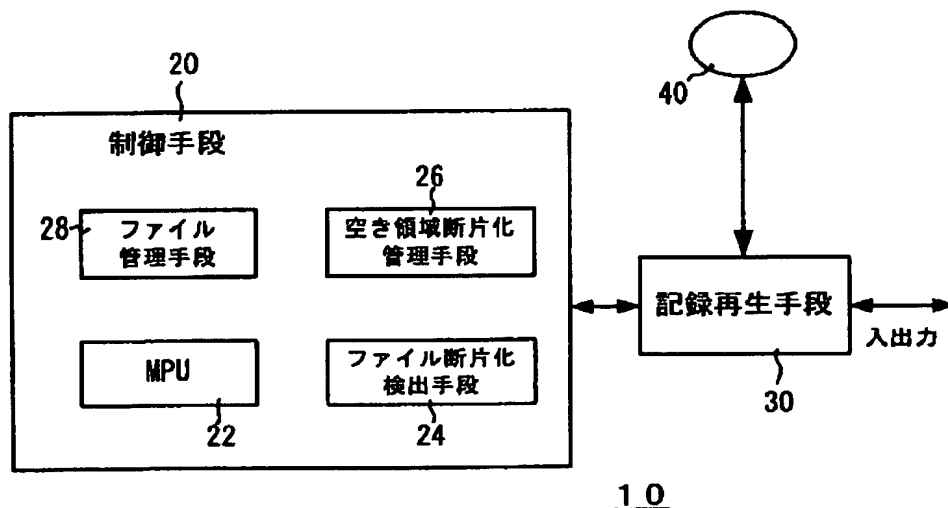 20
40
制御手段
26
28
ファイル
管理手段
空き領域断片化
管理手段
記録再生手段
入出力
MPU
ファイル断片化
検出手段
22
24
30
10